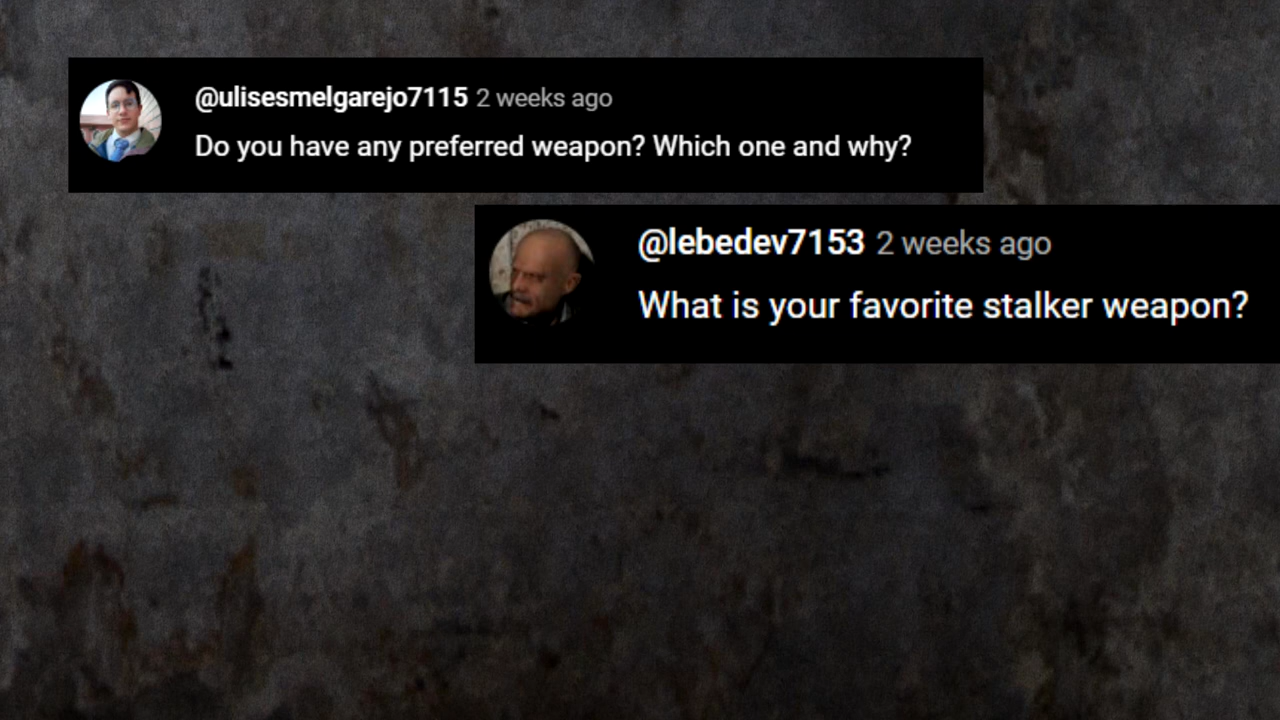 @ulisesmelgarejo7115 2 weeks ago
Do you have any preferred weapon? Which one and why?
@lebedev7153 2 weeks ago
What is your favorite stalker weapon?